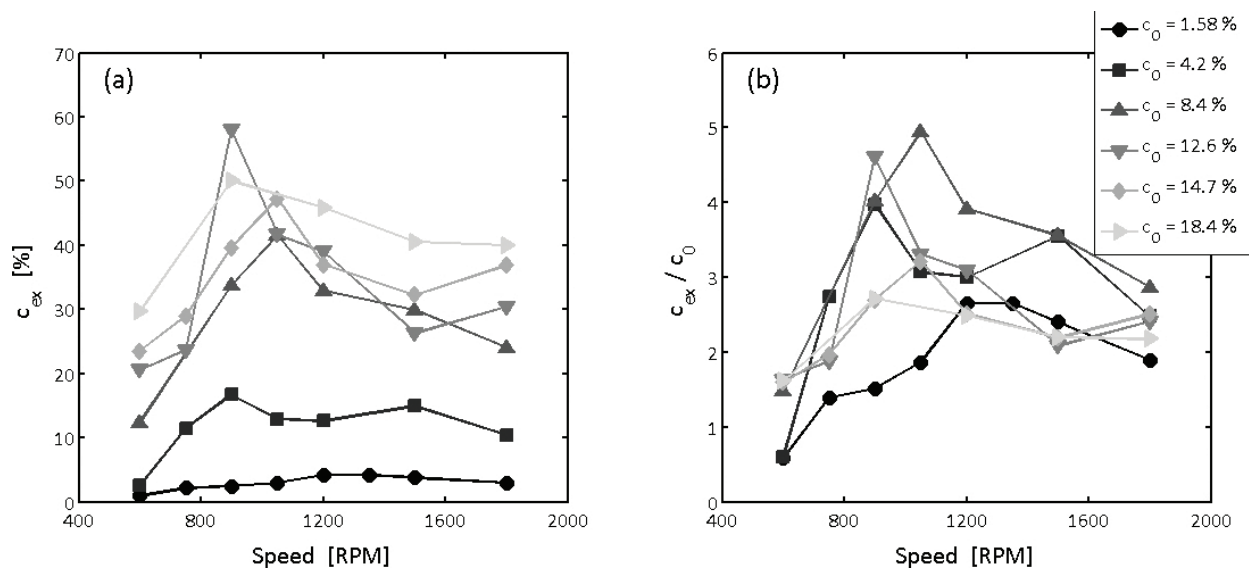 (a)
70
60
50
40
30
20
10
0
c_ex [%]
400 800 1200 1600 2000
Speed [RPM]
(b)
6
5
4
3
2
1
0
c_ex / c_0
400 800 1200 1600 2000
Speed [RPM]
c_0 = 1.58 %
c_0 = 4.2 %
c_0 = 8.4 %
c_0 = 12.6 %
c_0 = 14.7 %
c_0 = 18.4 %